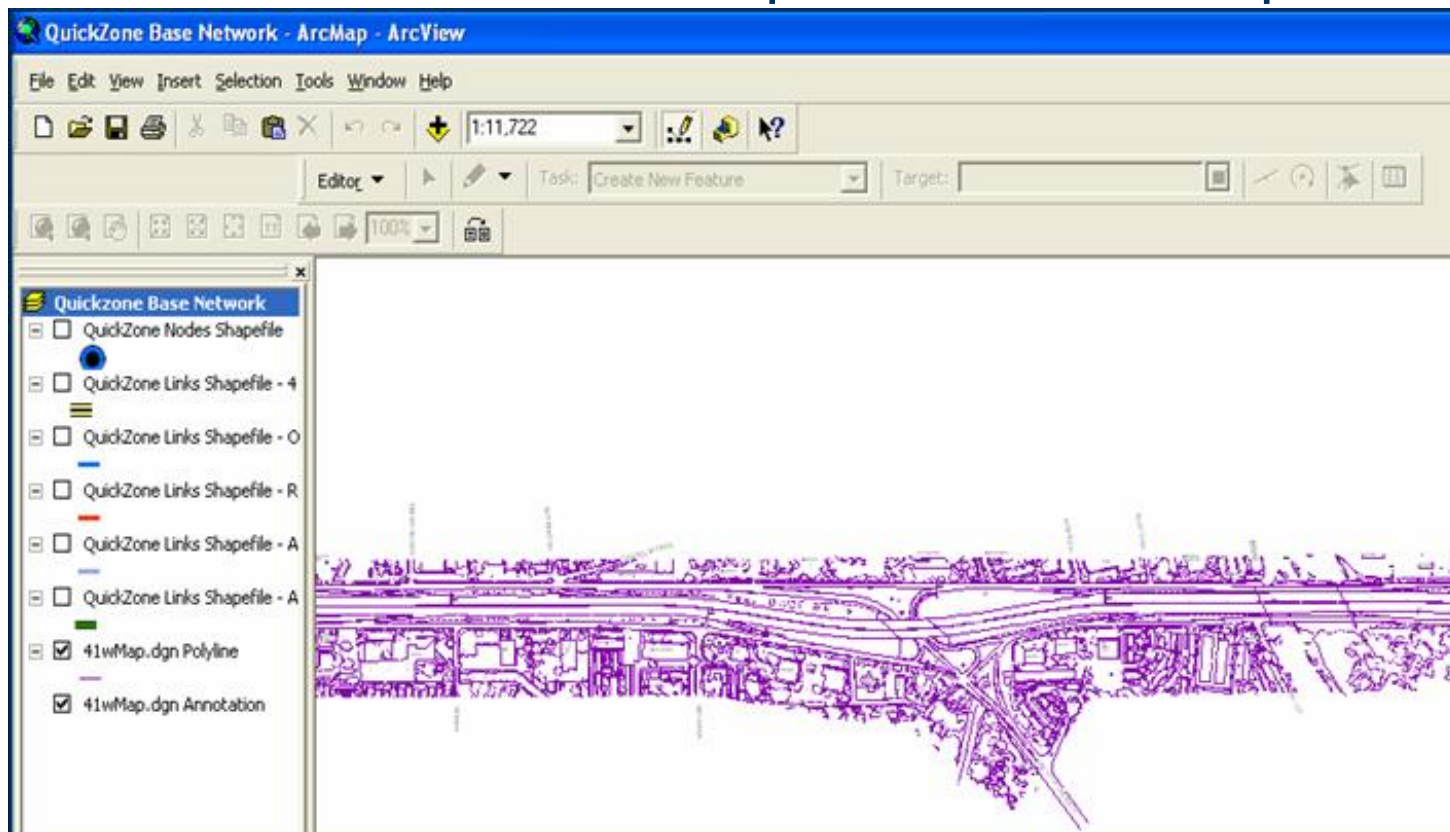 QuickZone Base Network - ArcMap - ArcView
File Edit View Insert Selection Tools Window Help
1:11,722
Editor Task: Create New Feature Target:
100%
Quickzone Base Network
QuickZone Nodes Shapefile
QuickZone Links Shapefile - 4
QuickZone Links Shapefile - O
QuickZone Links Shapefile - R
QuickZone Links Shapefile - A
QuickZone Links Shapefile - A
41wMap.dgn Polyline
41wMap.dgn Annotation